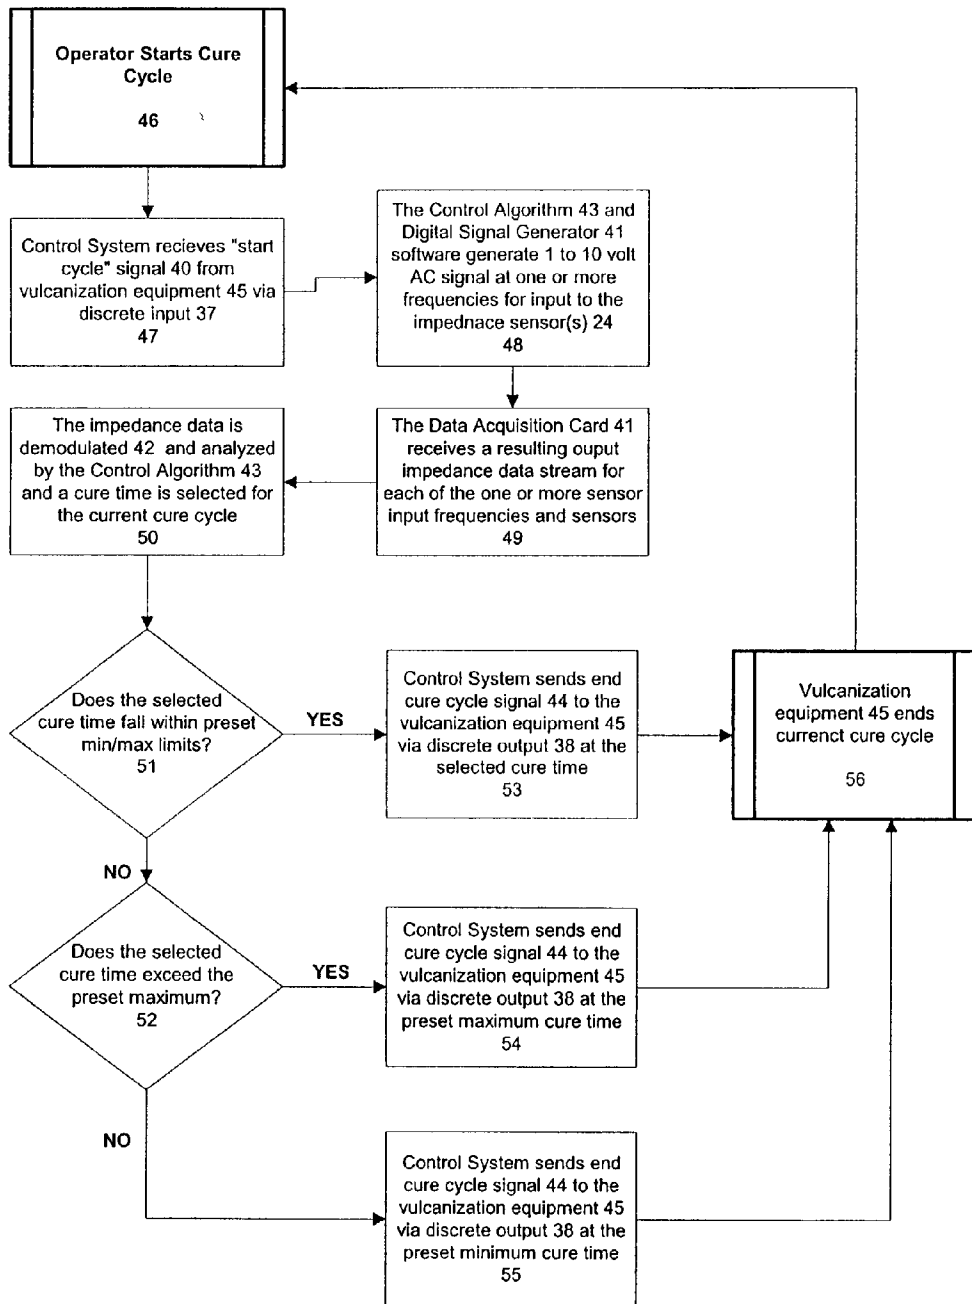 Operator Starts Cure
Cycle
46
Control System recieves "start
cycle" signal 40 from
vulcanization equipment 45 via
discrete input 37
47
The Control Algorithm 43 and
Digital Signal Generator 41
software generate 1 to 10 volt
AC signal at one or more
frequencies for input to the
impednace sensor(s) 24
48
The impedance data is
demodulated 42 and analyzed
by the Control Algorithm 43
and a cure time is selected for
the current cure cycle
50
The Data Acquisition Card 41
receives a resulting ouput
impedance data stream for
each of the one or more sensor
input frequencies and sensors
49
Does the selected
cure time fall within preset
min/max limits?
51
YES
Control System sends end
cure cycle signal 44 to the
vulcanization equipment 45
via discrete output 38 at the
selected cure time
53
Vulcanization
equipment 45 ends
currenct cure cycle
56
NO
Does the selected
cure time exceed the
preset maximum?
52
YES
Control System sends end
cure cycle signal 44 to the
vulcanization equipment 45
via discrete output 38 at the
preset maximum cure time
54
NO
Control System sends end
cure cycle signal 44 to the
vulcanization equipment 45
via discrete output 38 at the
preset minimum cure time
55